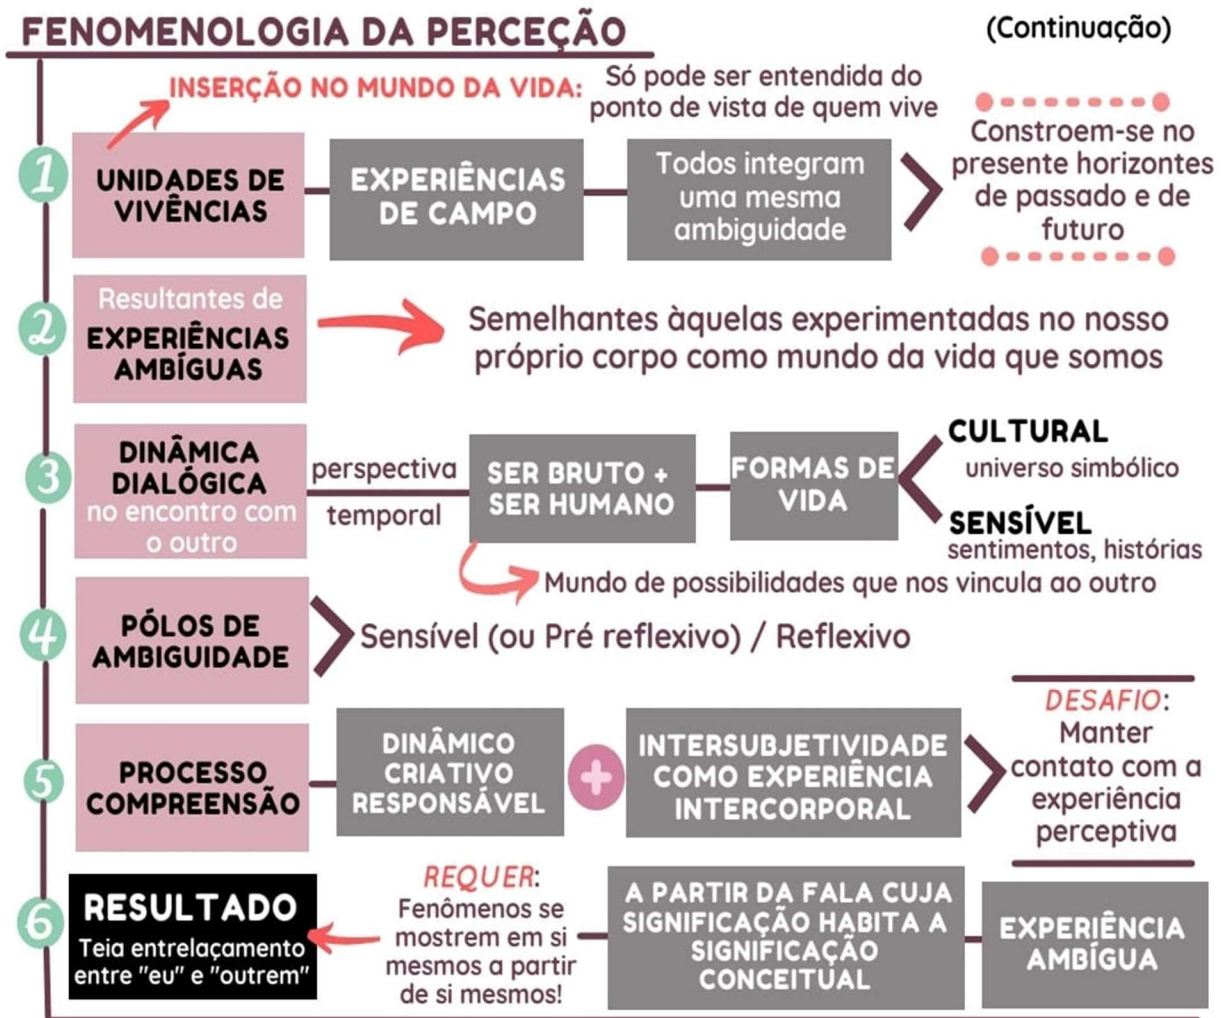 FENOMENOLOGIA DA PERCEÇÃO
(Continuação)
INSERÇÃO NO MUNDO DA VIDA:
Só pode ser entendida do
ponto de vista de quem vive
1
UNIDADES DE
VIVÊNCIAS
EXPERIÊNCIAS
DE CAMPO
Todos integram
uma mesma
ambiguidade
Constroem-se no
presente horizontes
de passado e de
futuro
2
Resultantes de
EXPERIÊNCIAS
AMBÍGUAS
Semelhantes àquelas experimentadas no nosso
próprio corpo como mundo da vida que somos
3
DINÂMICA
DIALÓGICA
no encontro com
o outro
perspectiva
temporal
SER BRUTO +
SER HUMANO
FORMAS DE
VIDA
CULTURAL
universo simbólico
SENSÍVEL
sentimentos, histórias
Mundo de possibilidades que nos vincula ao outro
4
PÓLOS DE
AMBIGUIDADE
Sensível (ou Pré reflexivo) / Reflexivo
5
PROCESSO
COMPREENSÃO
DINÂMICO
CRIATIVO
RESPONSÁVEL
+
INTERSUBJETIVIDADE
COMO EXPERIÊNCIA
INTERCORPORAL
DESAFIO:
Manter
contato com a
experiência
perceptiva
6
RESULTADO
Teia entrelaçamento
entre "eu" e "outrem"
REQUER:
Fenômenos se
mostrem em si
mesmos a partir
de si mesmos!
A PARTIR DA FALA CUJA
SIGNIFICAÇÃO HABITA A
SIGNIFICAÇÃO
CONCEITUAL
EXPERIÊNCIA
AMBÍGUA